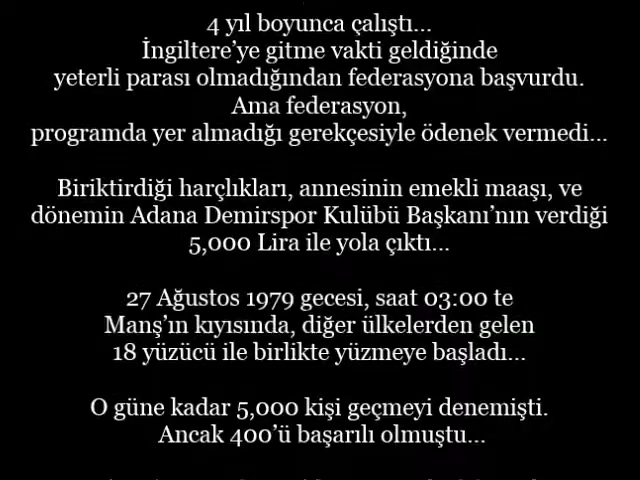 4 yıl boyunca çalıştı...
İngiltere’ye gitme vakti geldiğinde
yeterli parası olmadığından federasyona başvurdu.
Ama federasyon,
programda yer almadığı gerekçesiyle ödenek vermedi...
Biriktirdiği harçlıkları, annesinin emekli maaşı, ve
dönemin Adana Demirspor Kulübü Başkanı’nın verdiği
5,000 Lira ile yola çıktı...
27 Ağustos 1979 gecesi, saat 03:00 te
Manş’ın kıyısında, diğer ülkelerden gelen
18 yüzücü ile birlikte yüzmeye başladı...
O güne kadar 5,000 kişi geçmeyi denemişti.
Ancak 400’ü başarılı olmuştu...